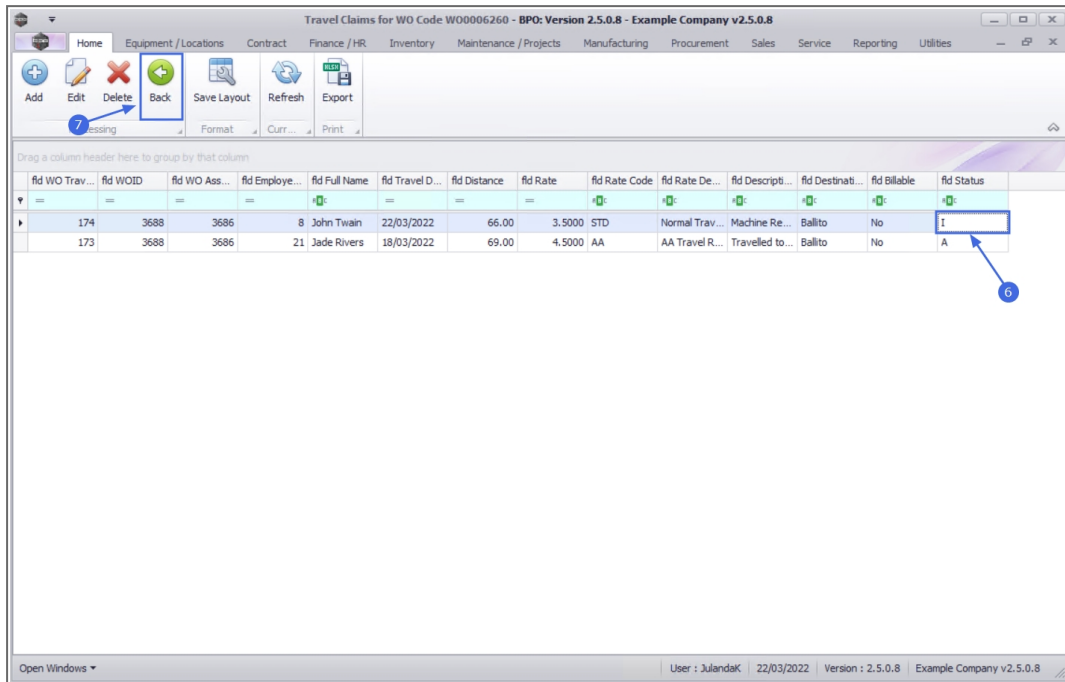 Travel Claims for WO Code WO0006260 - BPO: Version 2.5.0.8 - Example Company v2.5.0.8
Home Equipment / Locations Contract Finance / HR Inventory Maintenance / Projects Manufacturing Procurement Sales Service Reporting Utilities
Add Edit Delete Back Save Layout Refresh Export
7 Format Curr... Print
Drag a column header here to group by that column
fld WO Trav... fld WOID fld WO Ass... fld Employe... fld Full Name fld Travel D... fld Distance fld Rate fld Rate Code fld Rate De... fld Descripti... fld Destinati... fld Billable fld Status
174 3688 3686 8 John Twain 22/03/2022 66.00 3.5000 STD Normal Trav... Machine Re... Ballito No I
173 3688 3686 21 Jade Rivers 18/03/2022 69.00 4.5000 AA AA Travel R... Travelled to... Ballito No A
6
Open Windows User : JulandaK 22/03/2022 Version : 2.5.0.8 Example Company v2.5.0.8